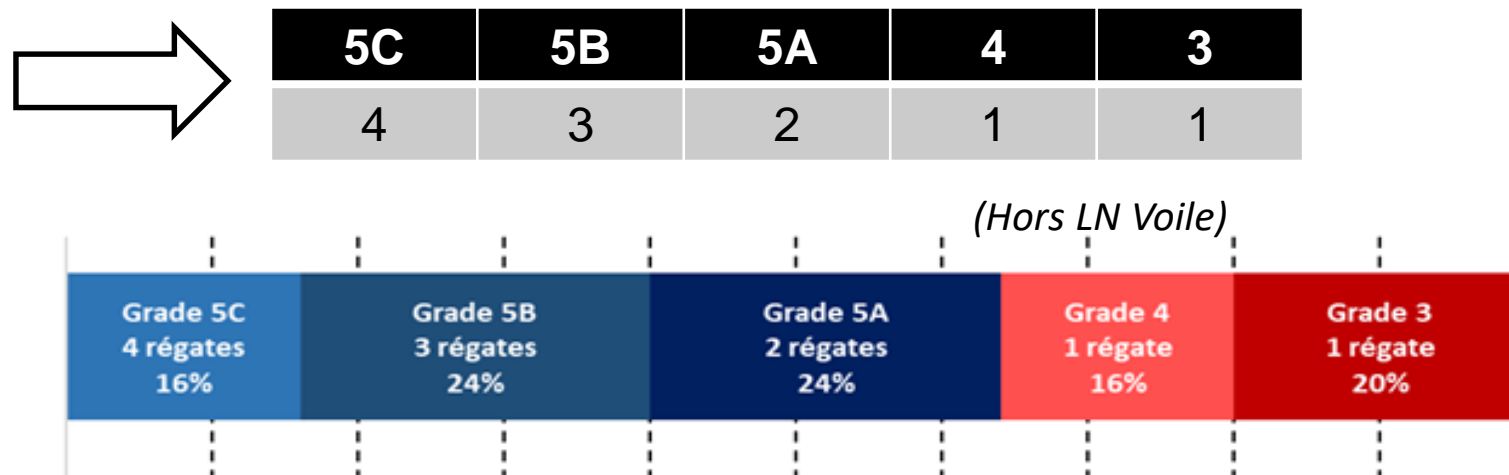 5C 5B 5A 4 3
4 3 2 1 1
(Hors LN Voile)
Grade 5C
4 régates
16%
Grade 5B
3 régates
24%
Grade 5A
2 régates
24%
Grade 4
1 régate
16%
Grade 3
1 régate
20%